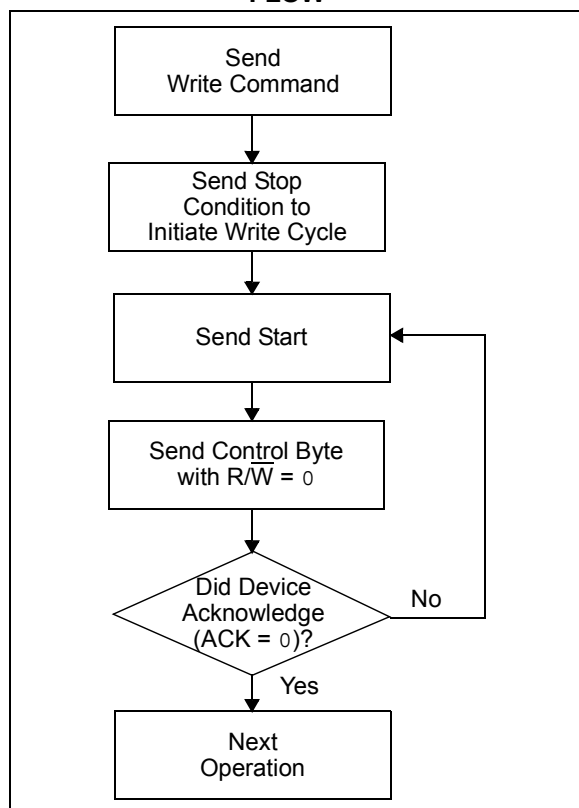 FLOW
Send
Write Command
Send Stop
Condition to
Initiate Write Cycle
Send Start
Send Control Byte
with R/W̅ = 0
Did Device
Acknowledge
(ACK = 0)?
No
Yes
Next
Operation